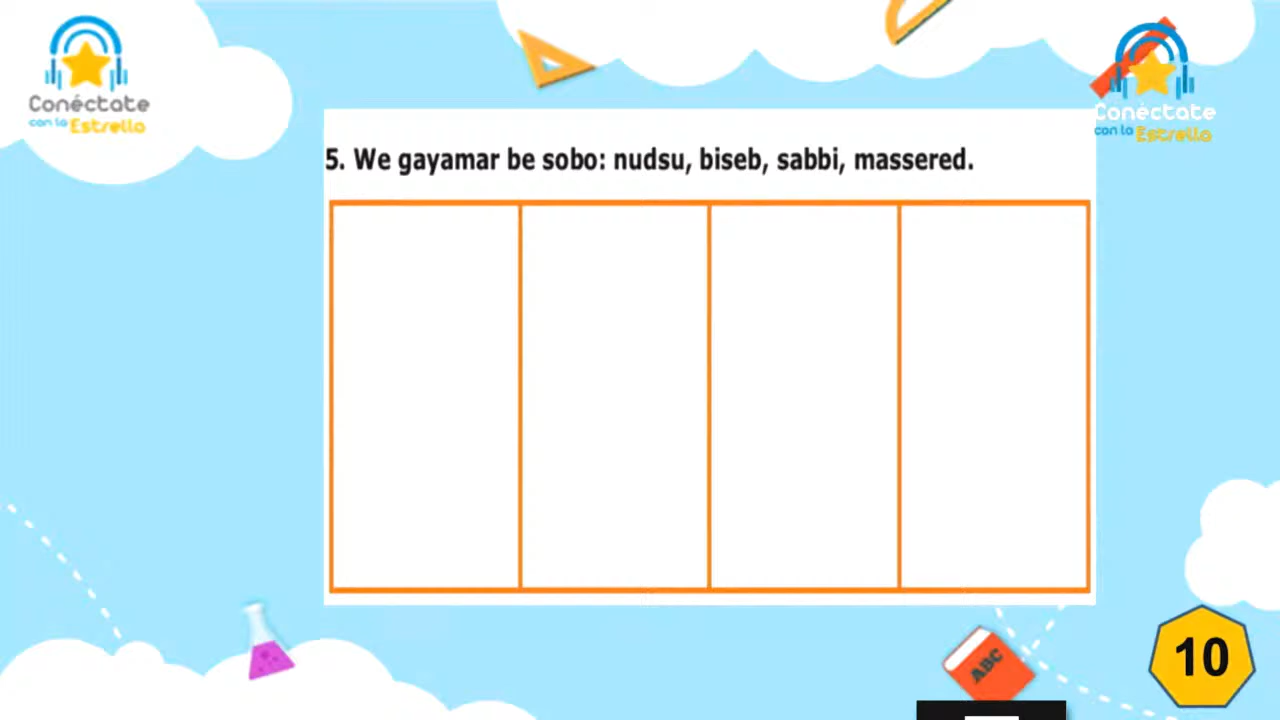 Conéctate
con la Estrella
Conéctate
con la Estrella
5. We gayamar be sobo: nudsu, biseb, sabbi, massered.
ABC
10